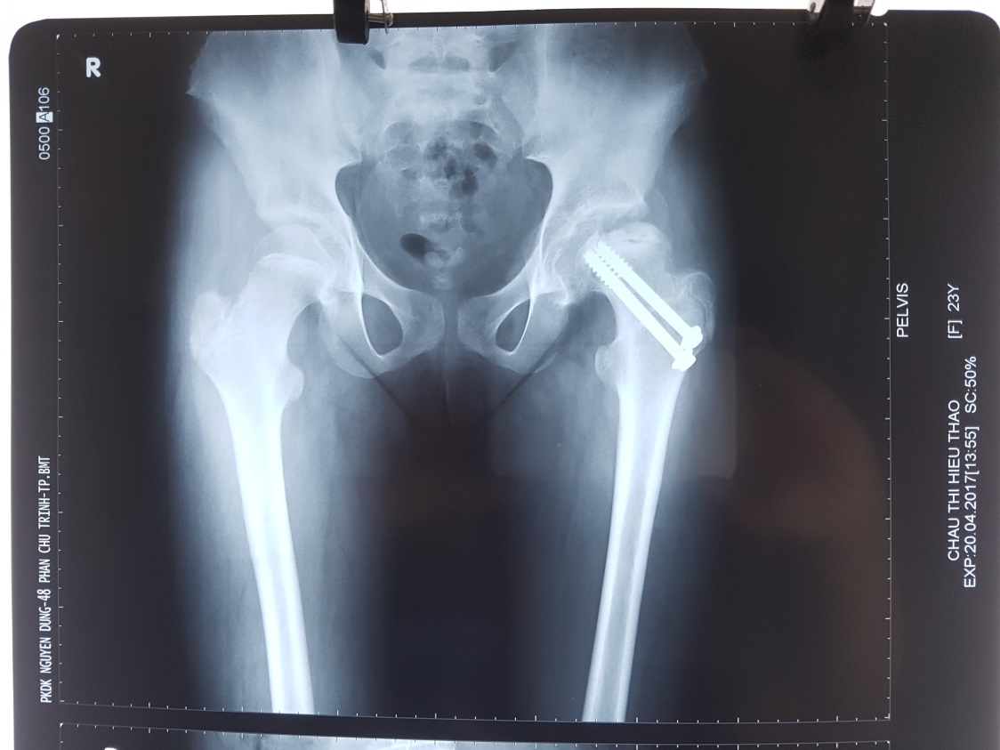 R
0500 A106
PKDK NGUYEN DUNG-48 PHAN CHU TRINH-TP.BMT
PELVIS
[F] 23Y
CHAU THI HIEU THAO
EXP:20.04.2017[13:55] SC:50%